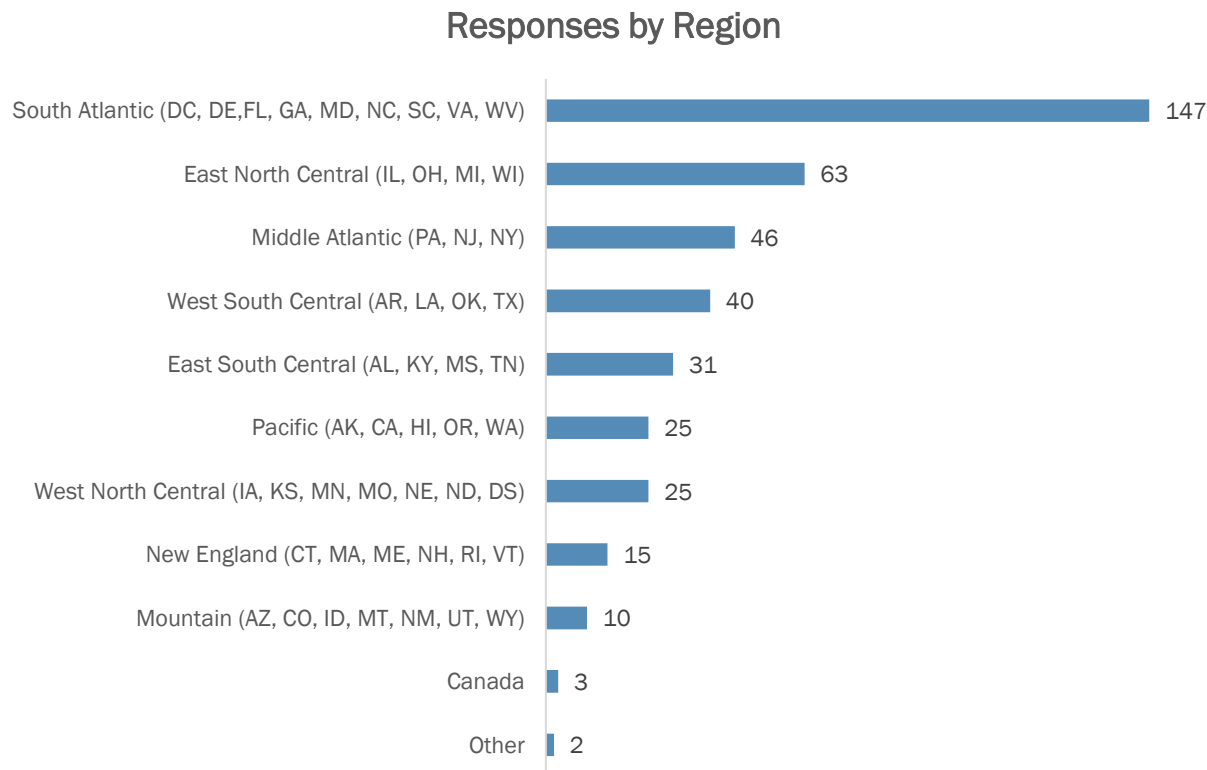 Responses by Region
South Atlantic (DC, DE,FL, GA, MD, NC, SC, VA, WV) 147
East North Central (IL, OH, MI, WI) 63
Middle Atlantic (PA, NJ, NY) 46
West South Central (AR, LA, OK, TX) 40
East South Central (AL, KY, MS, TN) 31
Pacific (AK, CA, HI, OR, WA) 25
West North Central (IA, KS, MN, MO, NE, ND, DS) 25
New England (CT, MA, ME, NH, RI, VT) 15
Mountain (AZ, CO, ID, MT, NM, UT, WY) 10
Canada 3
Other 2